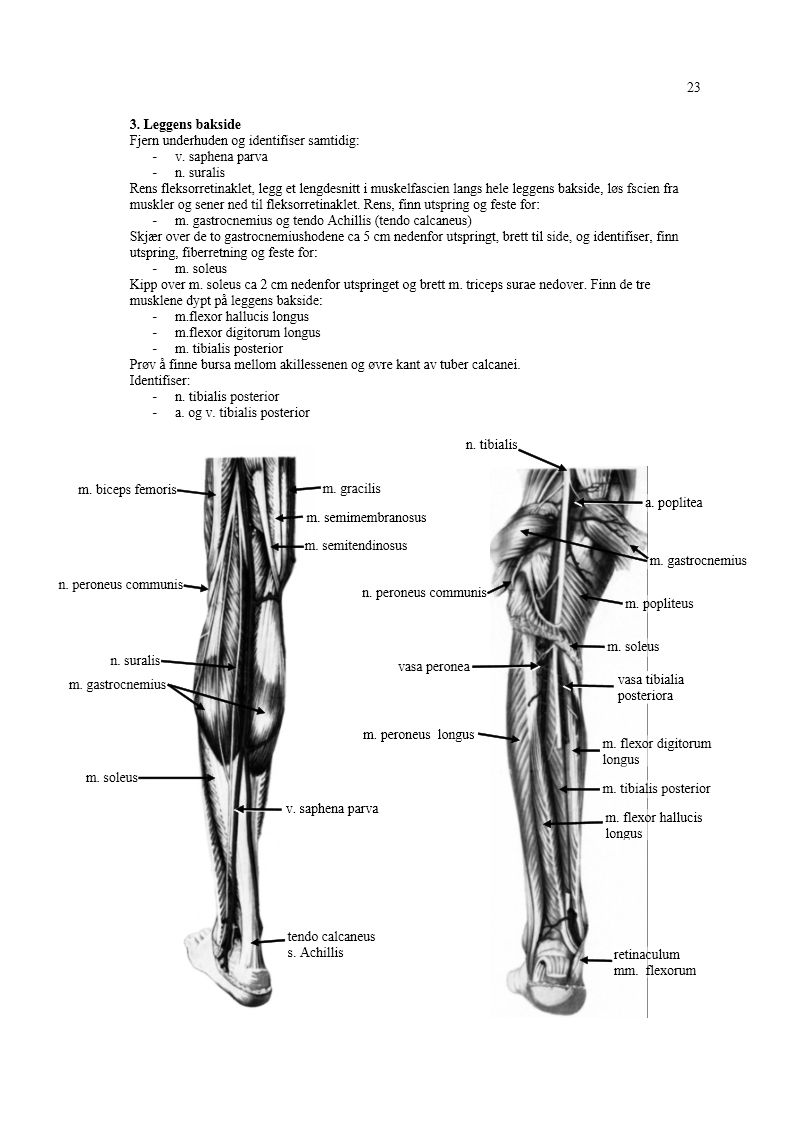 23
3. Leggens bakside
Fjern underhuden og identifiser samtidig:
- v. saphena parva
- n. suralis
Rens fleksorretinaklet, legg et lengdesnitt i muskelfascien langs hele leggens bakside, løs fscien fra
muskler og sener ned til fleksorretinaklet. Rens, finn utspring og feste for:
- m. gastrocnemius og tendo Achillis (tendo calcaneus)
Skjær over de to gastrocnemiushodene ca 5 cm nedenfor utspringt, brett til side, og identifiser, finn
utspring, fiberretning og feste for:
- m. soleus
Kipp over m. soleus ca 2 cm nedenfor utspringet og brett m. triceps surae nedover. Finn de tre
musklene dypt på leggens bakside:
- m.flexor hallucis longus
- m.flexor digitorum longus
- m. tibialis posterior
Prøv å finne bursa mellom akillessenen og øvre kant av tuber calcanei.
Identifiser:
- n. tibialis posterior
- a. og v. tibialis posterior
m. biceps femoris
m. gracilis
m. semimembranosus
m. semitendinosus
n. peroneus communis
n. suralis
m. gastrocnemius
m. soleus
v. saphena parva
tendo calcaneus
s. Achillis
n. tibialis
a. poplitea
m. gastrocnemius
n. peroneus communis
m. popliteus
m. soleus
vasa peronea
vasa tibialia
posteriora
m. peroneus longus
m. flexor digitorum
longus
m. tibialis posterior
m. flexor hallucis
longus
retinaculum
mm. flexorum